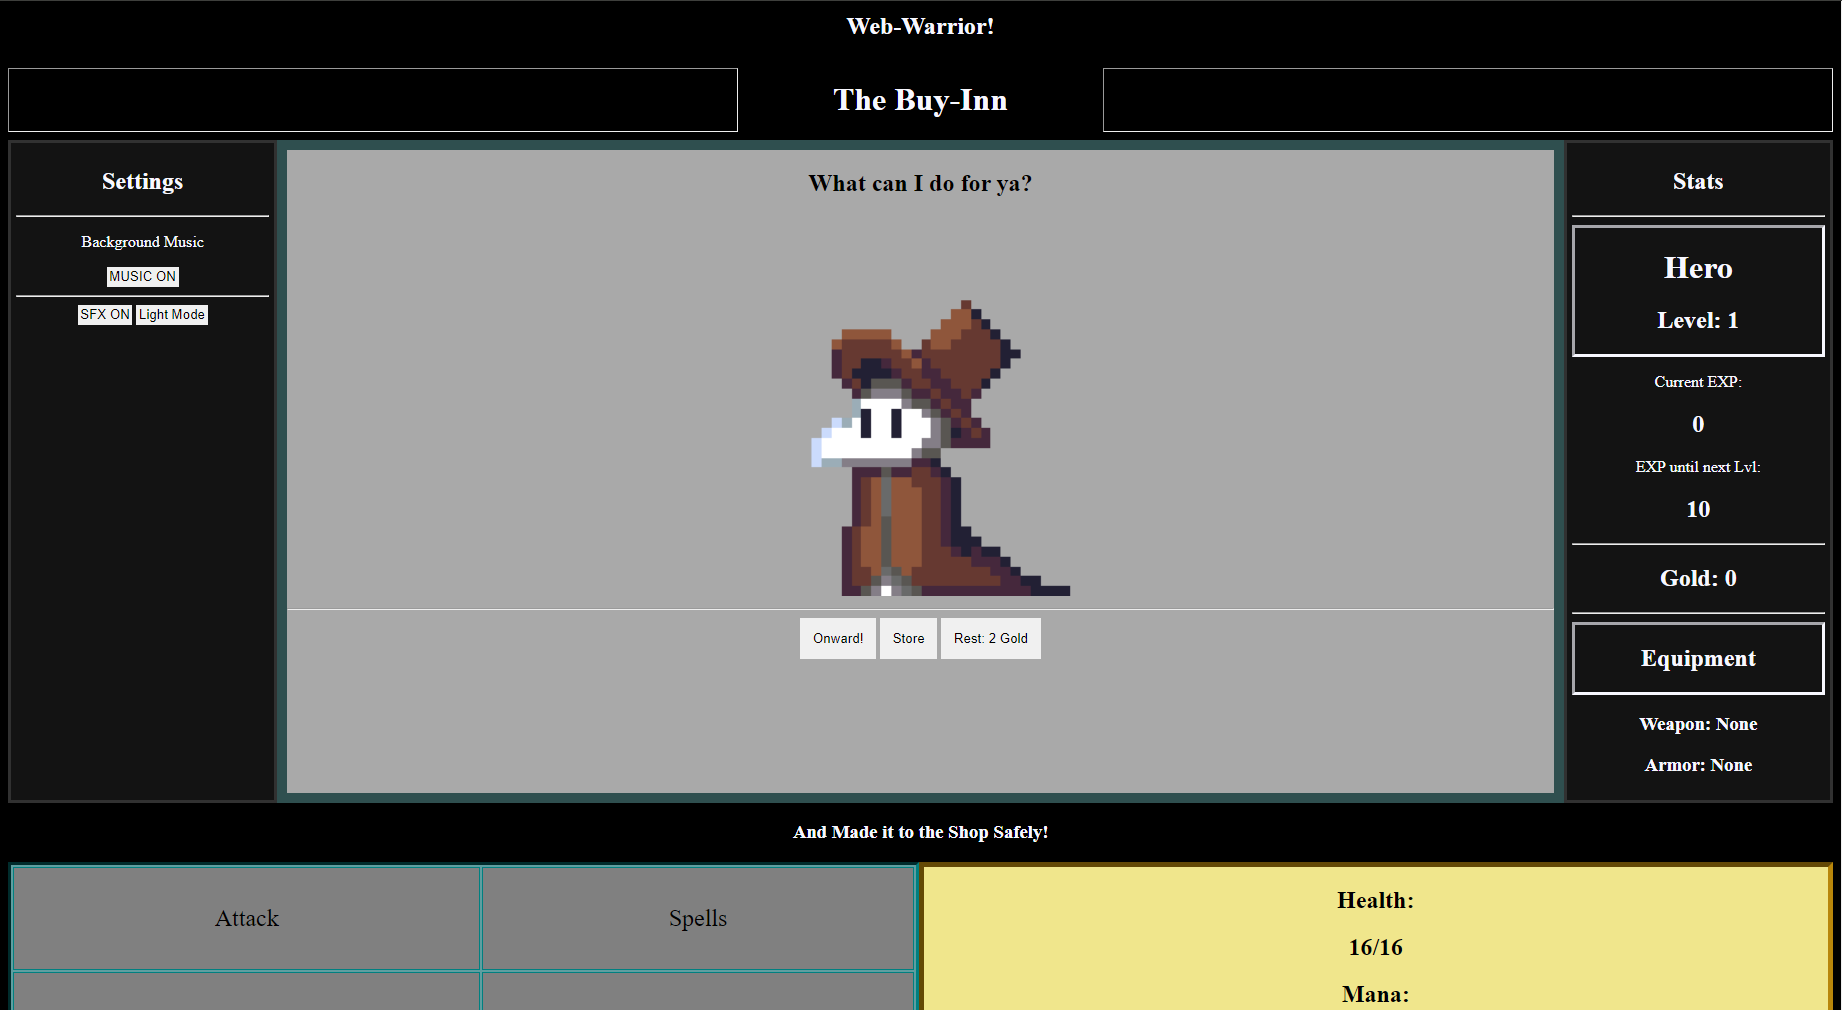 Web-Warrior!
The Buy-Inn
Settings
Background Music
MUSIC ON
SFX ON
Light Mode
What can I do for ya?
Onward!
Store
Rest: 2 Gold
Stats
Hero
Level: 1
Current EXP:
0
EXP until next Lvl:
10
Gold: 0
Equipment
Weapon: None
Armor: None
And Made it to the Shop Safely!
Attack
Spells
Health:
16/16
Mana: